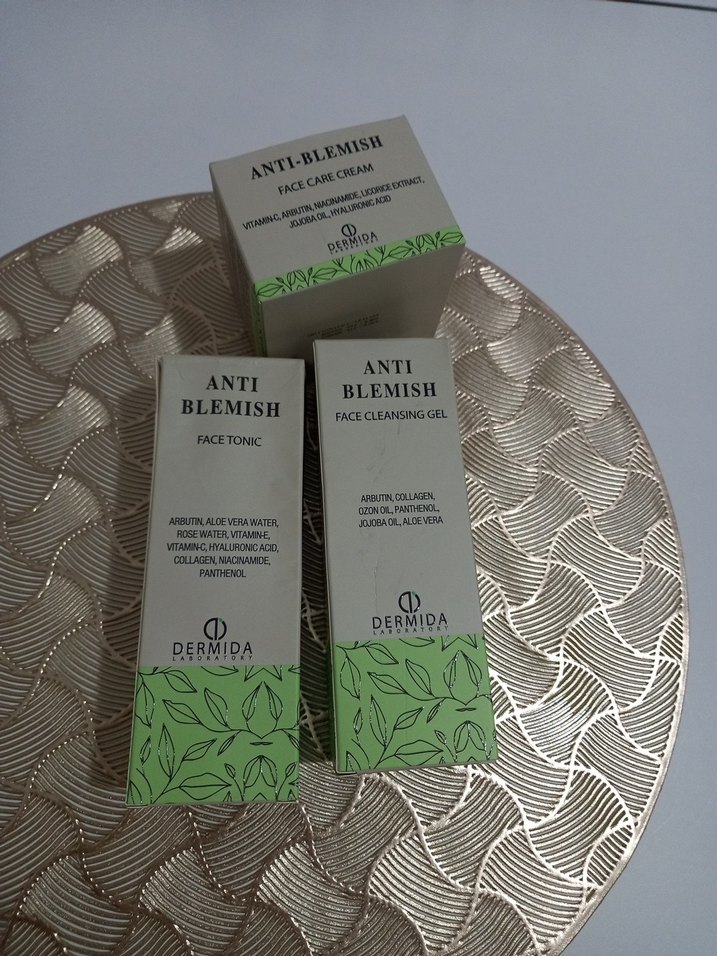 ANTI-BLEMISH
FACE CARE CREAM
VITAMIN-C, ARBUTIN, NIACINAMIDE, LICORICE EXTRACT,
JOJOBA OIL, HYALURONIC ACID
DERMIDA
LABORATORY
ANTI
BLEMISH
FACE TONIC
ARBUTIN, ALOE VERA WATER,
ROSE WATER, VITAMIN-E,
VITAMIN-C, HYALURONIC ACID,
COLLAGEN, NIACINAMIDE,
PANTHENOL
DERMIDA
LABORATORY
ANTI
BLEMISH
FACE CLEANSING GEL
ARBUTIN, COLLAGEN,
OZON OIL, PANTHENOL,
JOJOBA OIL, ALOE VERA
DERMIDA
LABORATORY